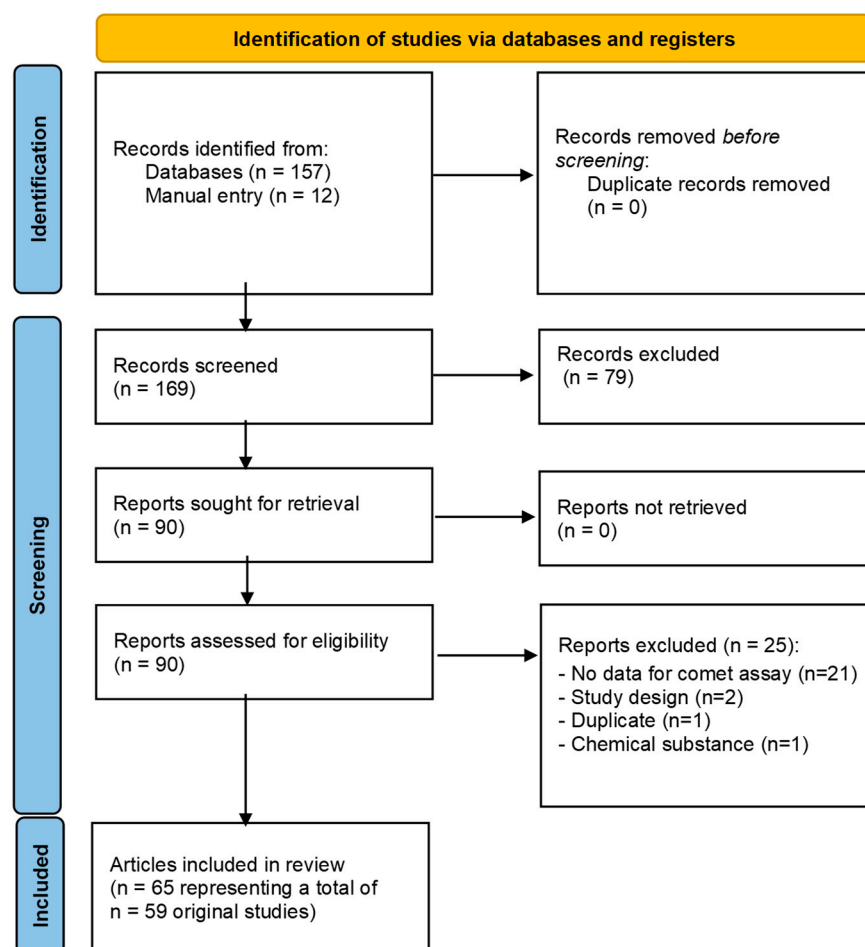 Identification of studies via databases and registers
Identification
Records identified from:
Databases (n = 157)
Manual entry (n = 12)
Records removed before
screening:
Duplicate records removed
(n = 0)
Screening
Records screened
(n = 169)
Records excluded
(n = 79)
Reports sought for retrieval
(n = 90)
Reports not retrieved
(n = 0)
Reports assessed for eligibility
(n = 90)
Reports excluded (n = 25):
- No data for comet assay (n=21)
- Study design (n=2)
- Duplicate (n=1)
- Chemical substance (n=1)
Included
Articles included in review
(n = 65 representing a total of
n = 59 original studies)